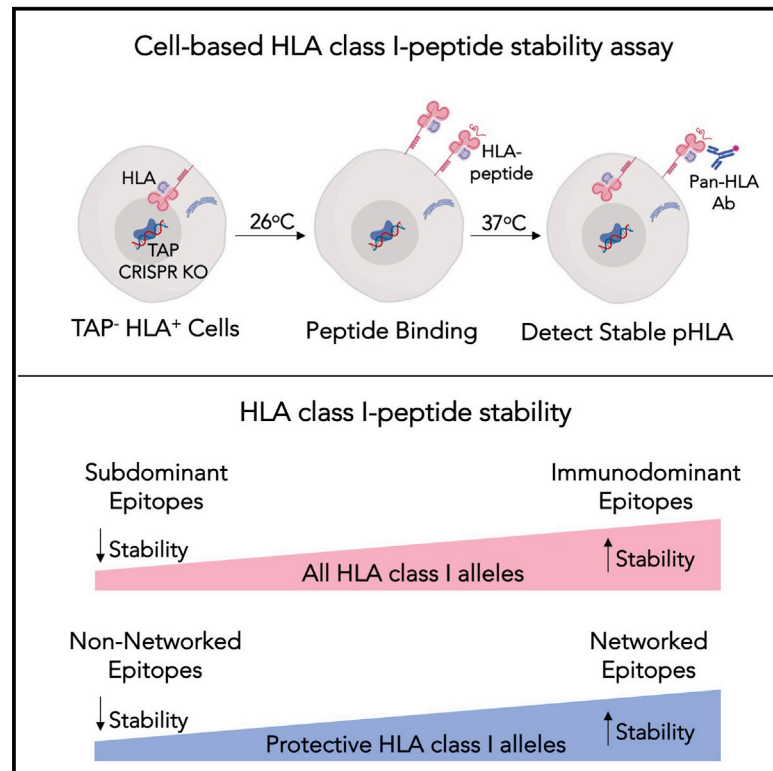 Cell-based HLA class I-peptide stability assay
HLA
TAP
CRISPR KO
26°C
HLA-
peptide
37°C
Pan-HLA
Ab
TAP- HLA+ Cells
Peptide Binding
Detect Stable pHLA
HLA class I-peptide stability
Subdominant
Epitopes
↓Stability
Immunodominant
Epitopes
↑Stability
All HLA class I alleles
Non-Networked
Epitopes
↓Stability
Networked
Epitopes
↑Stability
Protective HLA class I alleles